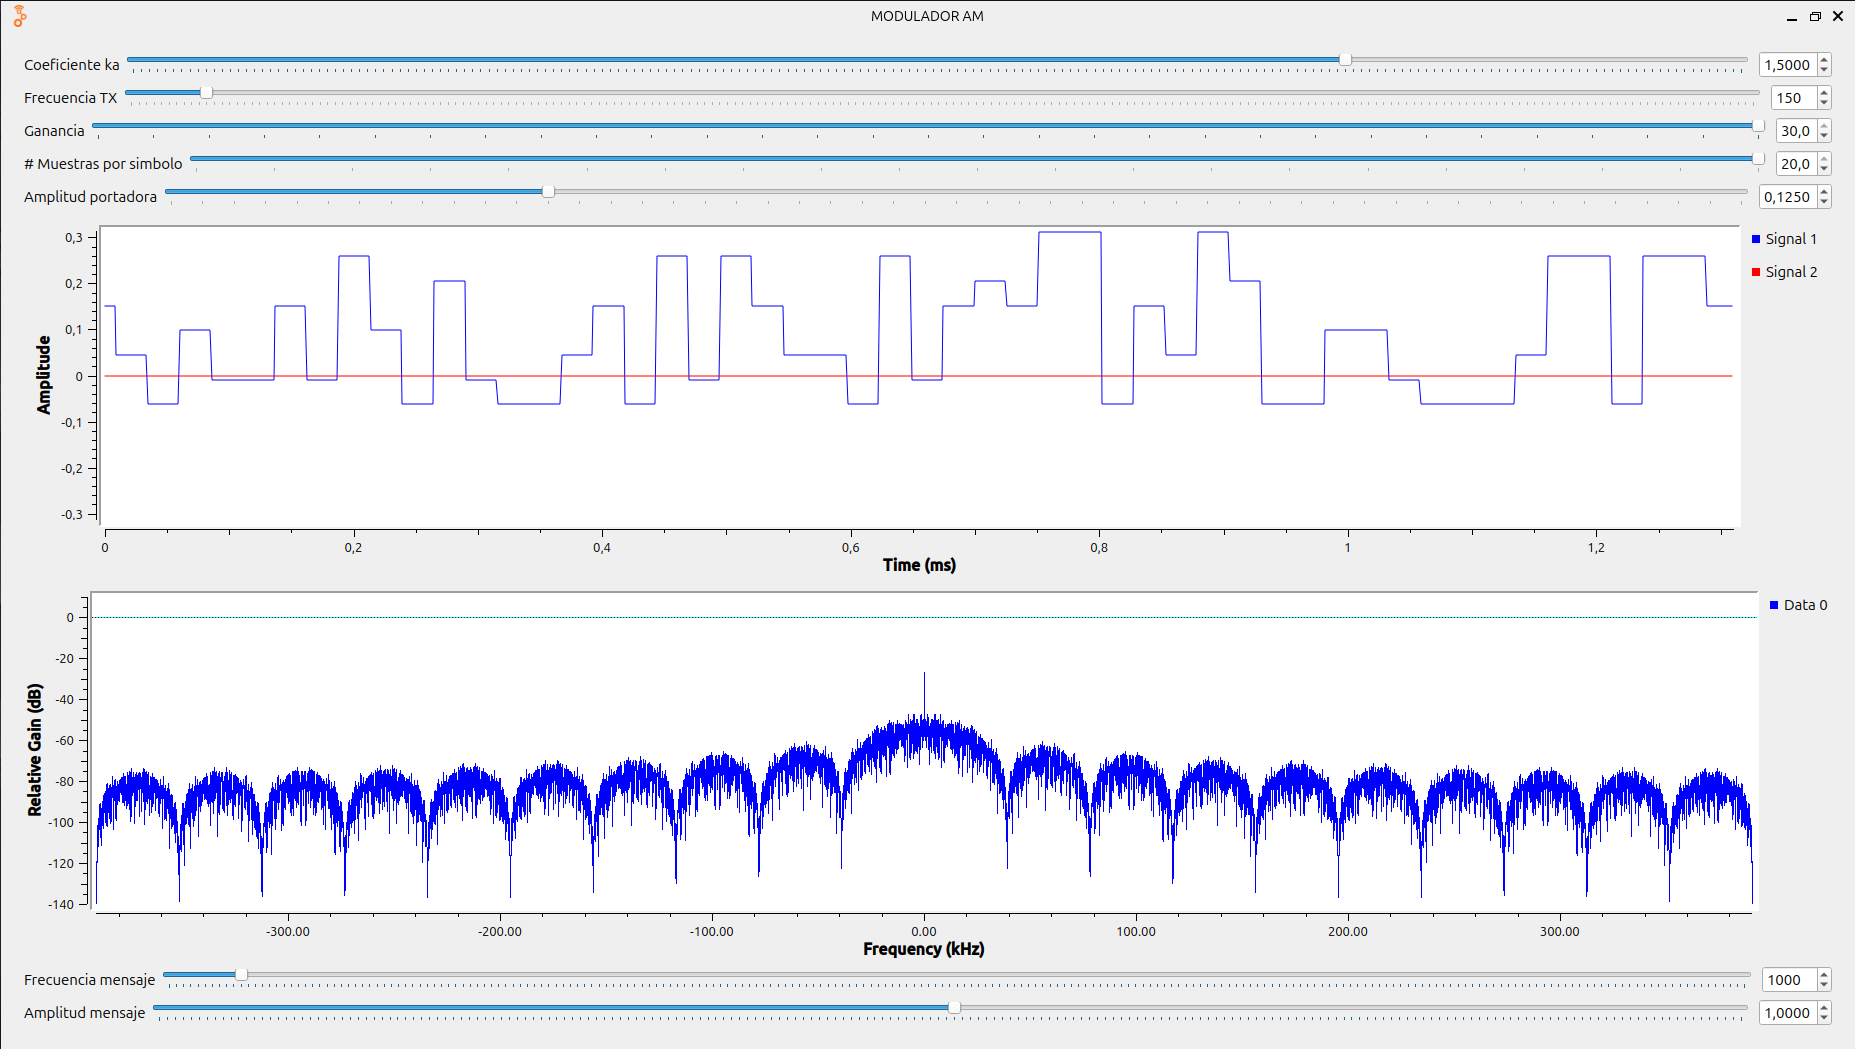 MODULADOR AM
Coeficiente ka 1,5000
Frecuencia TX 150
Ganancia 30,0
# Muestras por simbolo 20,0
Amplitud portadora 0,1250
Amplitude
0,3
0,2
0,1
0
-0,1
-0,2
-0,3
0 0,2 0,4 0,6 0,8 1 1,2
Time (ms)
Signal 1
Signal 2
Relative Gain (dB)
0
-20
-40
-60
-80
-100
-120
-140
-300.00 -200.00 -100.00 0.00 100.00 200.00 300.00
Frequency (kHz)
Data 0
Frecuencia mensaje 1000
Amplitud mensaje 1,0000